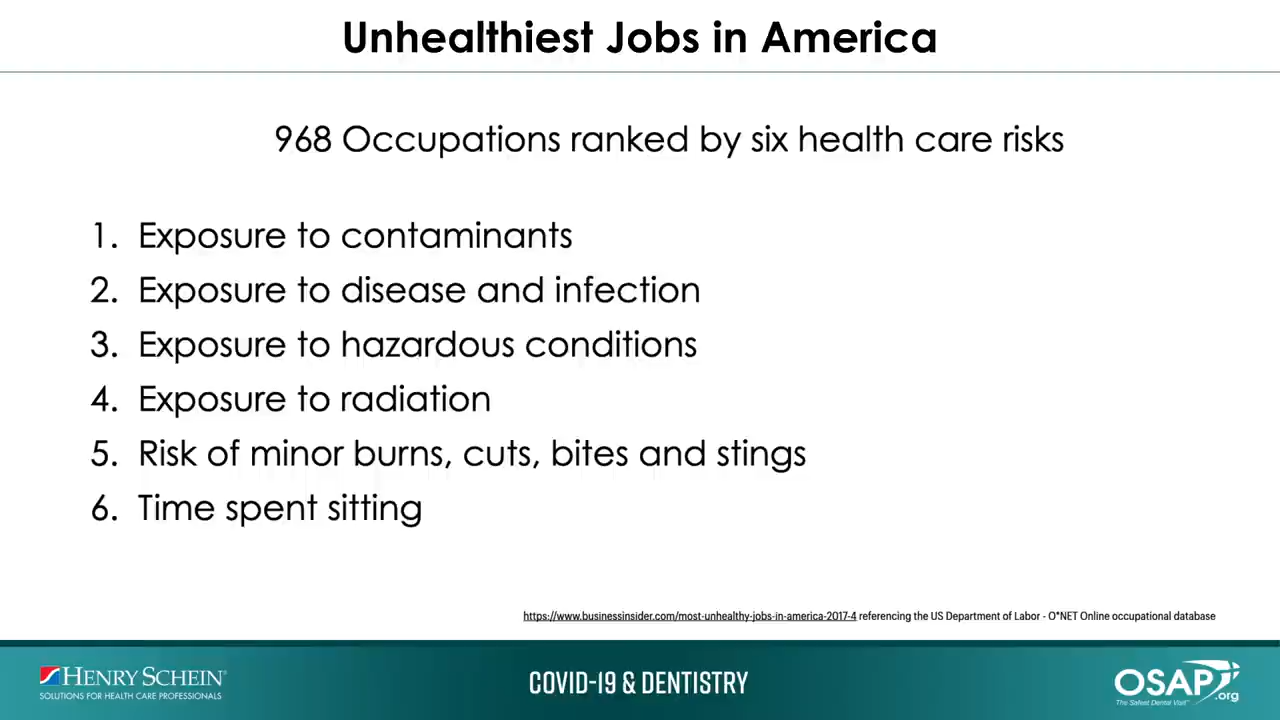 Unhealthiest Jobs in America
968 Occupations ranked by six health care risks
1. Exposure to contaminants
2. Exposure to disease and infection
3. Exposure to hazardous conditions
4. Exposure to radiation
5. Risk of minor burns, cuts, bites and stings
6. Time spent sitting
https://www.businessinsider.com/most-unhealthy-jobs-in-america-2017-4 referencing the US Department of Labor - O*NET Online occupational database
HENRY SCHEIN®
SOLUTIONS FOR HEALTH CARE PROFESSIONALS
COVID-19 & DENTISTRY
OSAP.org
The Safest Dental Visit™